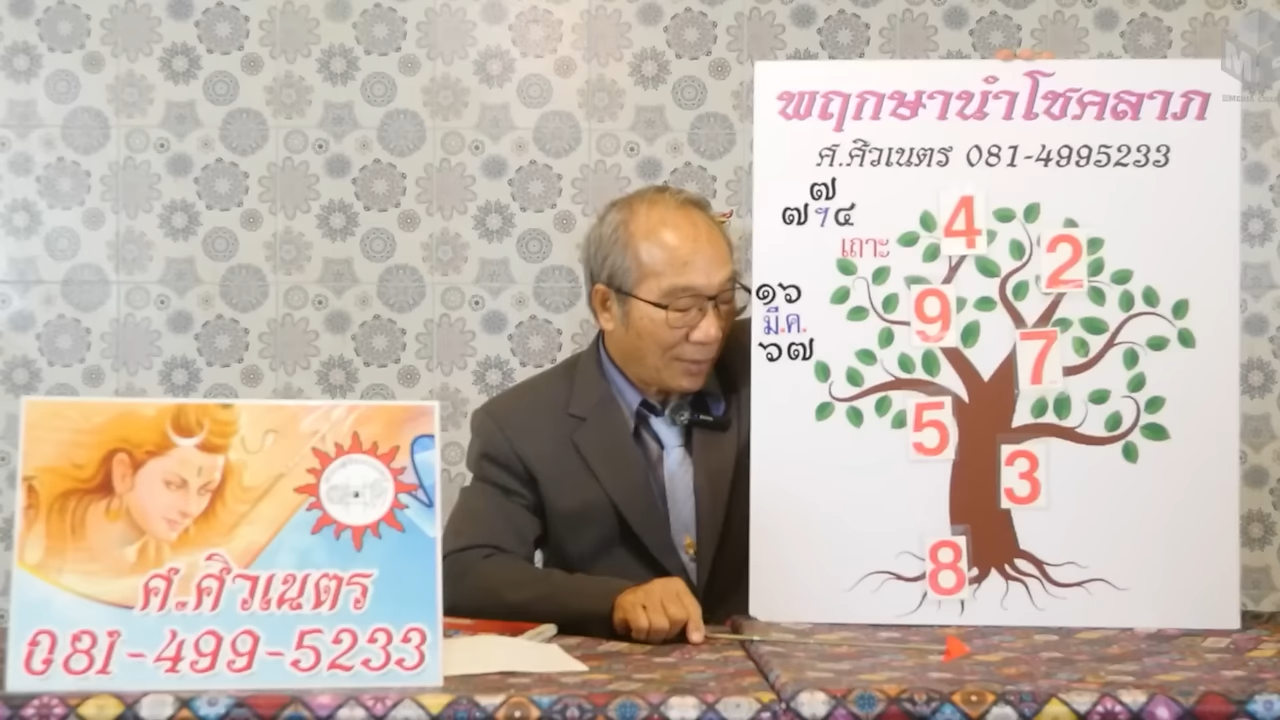 พฤกษานำโชคลาภ
ศ.ศิวเนตร 081-4995233
๗
๗ ฯ ๔
เถาะ
๑๖
มี.ค.
๖๗
4
2
9
7
5
3
8
ศ.ศิวเนตร
081-499-5233